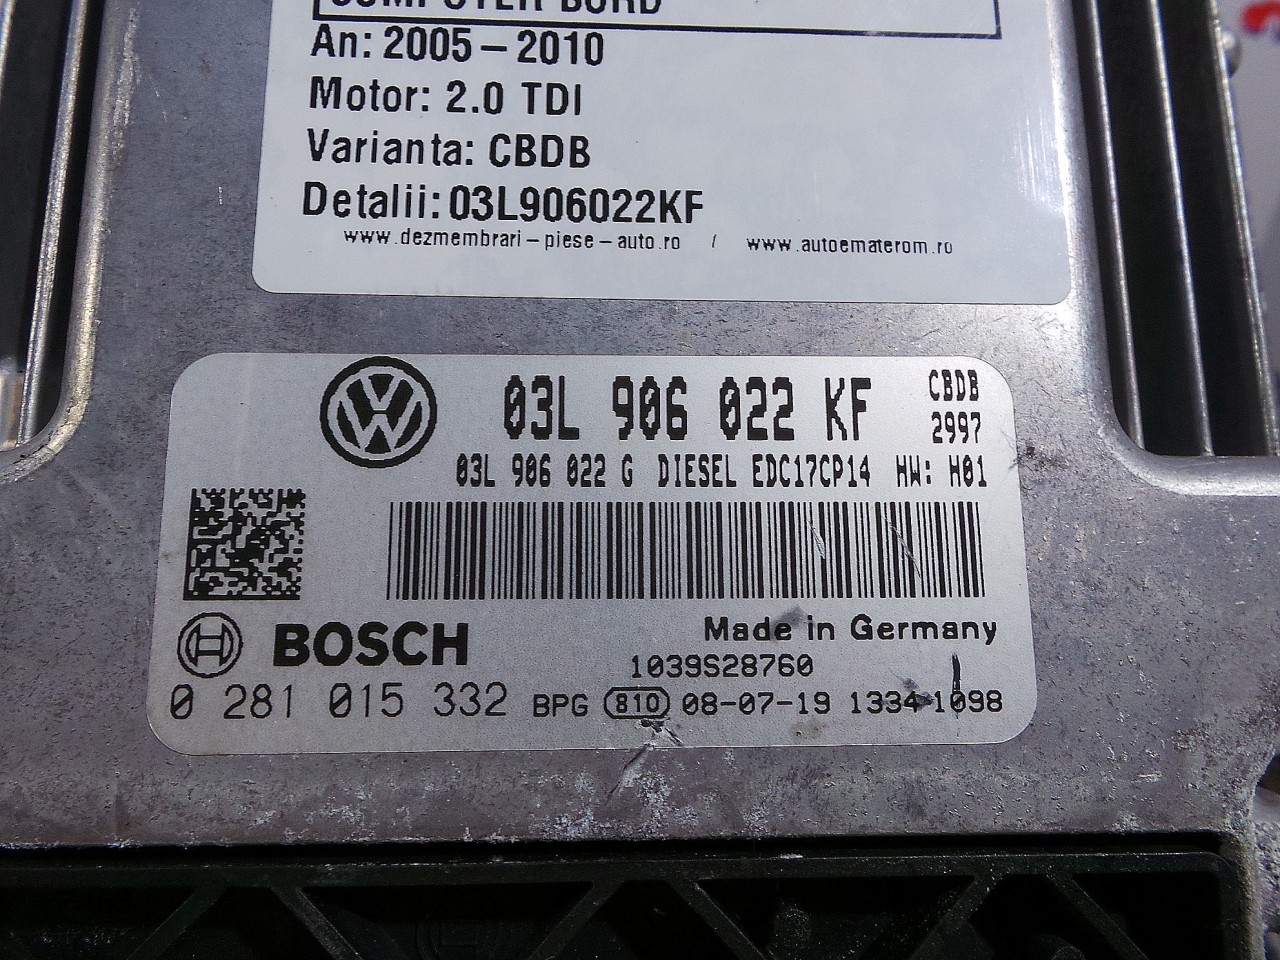 COMPUTER BORD
An: 2005-2010
Motor: 2.0 TDI
Varianta: CBDB
Detalii: 03L906022KF
www.dezmembrari-piese-auto.ro / www.autoematerom.ro
03L 906 022 KF CBDB
2997
03L 906 022 G DIESEL EDC17CP14 HW: H01
BOSCH Made in Germany
1039S28760
0 281 015 332 BPG 810 08-07-19 1334 1098